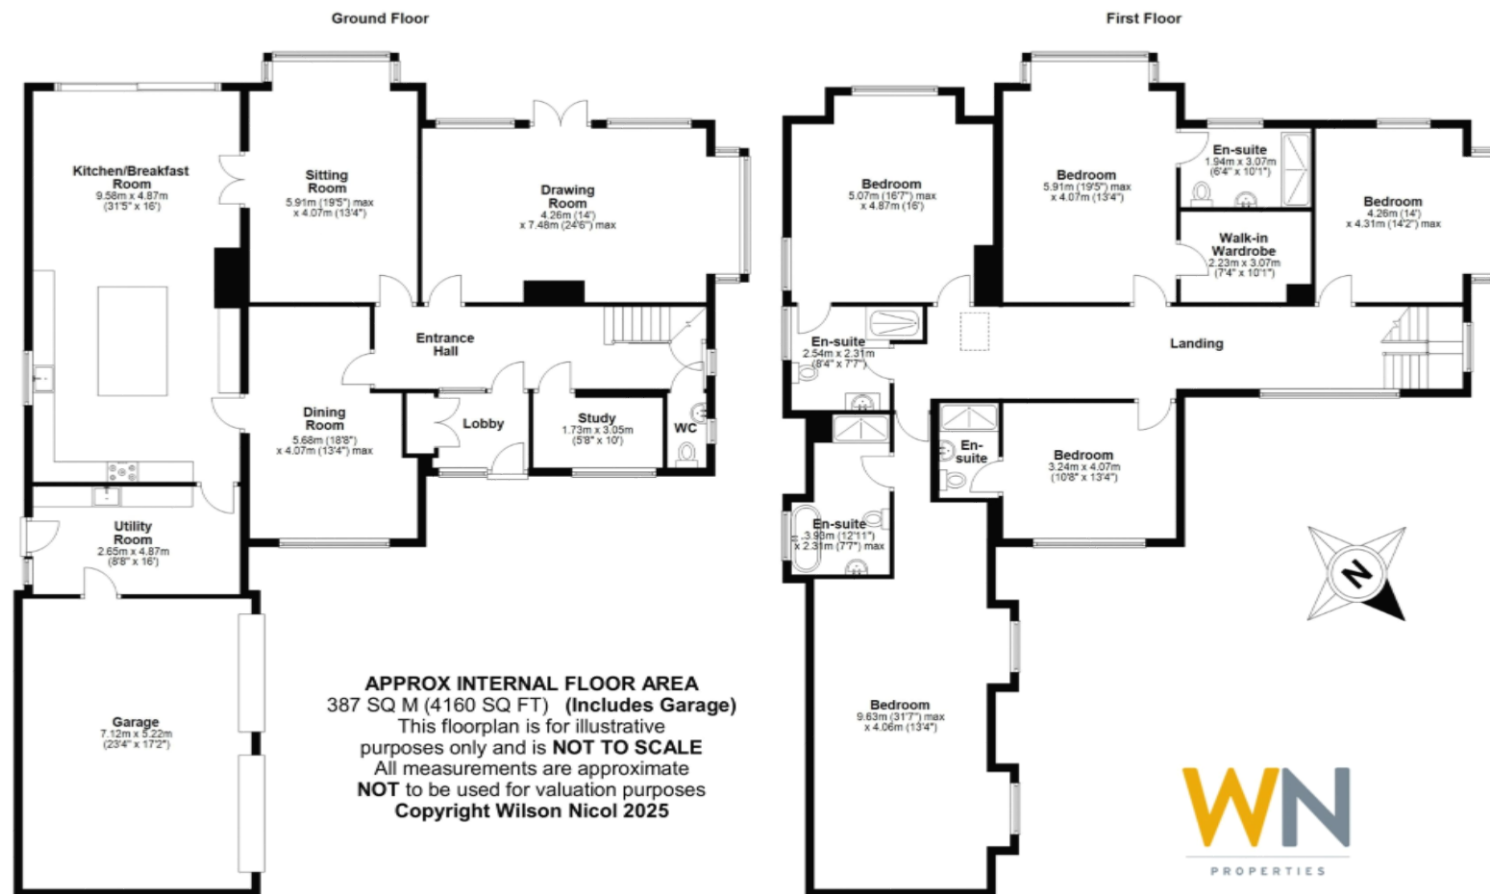 Ground Floor
Kitchen/Breakfast
Room
9.58m x 4.87m
(31'5" x 16')
Sitting
Room
5.91m (19'5") max
x 4.07m (13'4")
Drawing
Room
4.26m (14')
x 7.48m (24'6") max
Entrance
Hall
Dining
Room
5.68m (18'8")
x 4.07m (13'4") max
Lobby
Study
1.73m x 3.05m
(5'8" x 10')
WC
Utility
Room
2.65m x 4.87m
(8'8" x 16')
Garage
7.12m x 5.22m
(23'4" x 17'2")
APPROX INTERNAL FLOOR AREA
387 SQ M (4160 SQ FT) (Includes Garage)
This floorplan is for illustrative
purposes only and is NOT TO SCALE
All measurements are approximate
NOT to be used for valuation purposes
Copyright Wilson Nicol 2025
First Floor
Bedroom
5.07m (16'7") max
x 4.87m (16')
Bedroom
5.91m (19'5") max
x 4.07m (13'4")
En-suite
1.94m x 3.07m
(6'4" x 10'1")
Walk-in
Wardrobe
2.23m x 3.07m
(7'4" x 10'1")
Bedroom
4.26m (14')
x 4.31m (14'2") max
En-suite
2.54m x 2.31m
(8'4" x 7'7")
Landing
En-
suite
Bedroom
3.24m x 4.07m
(10'8" x 13'4")
En-suite
3.93m (12'11")
x 2.31m (7'7") max
Bedroom
9.63m (31'7") max
x 4.06m (13'4")
N
WN
PROPERTIES